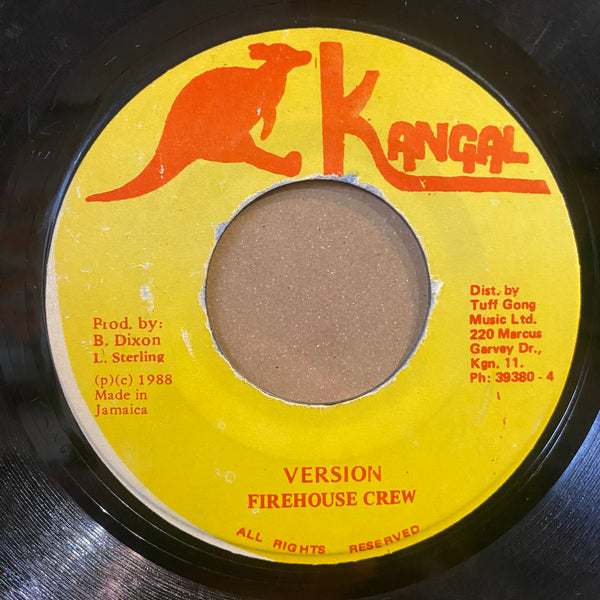 KANGAL
Prod. by:
B. Dixon
L. Sterling
(p)(c) 1988
Made in
Jamaica
Dist. by
Tuff Gong
Music Ltd.
220 Marcus
Garvey Dr.,
Kgn. 11.
Ph: 39380 - 4
VERSION
FIREHOUSE CREW
ALL RIGHTS RESERVED